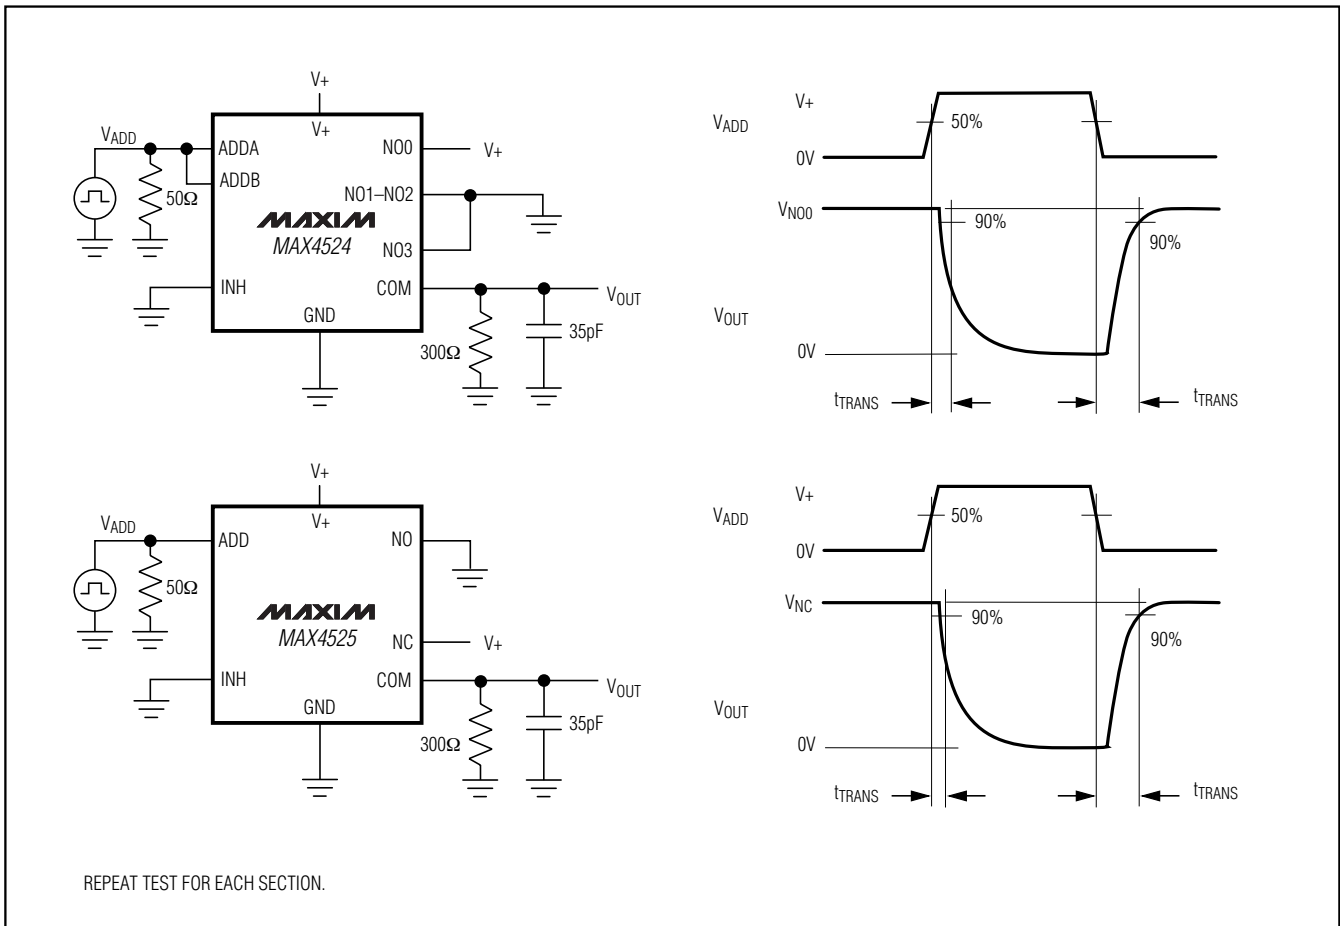 V+
V+
VADD
ADDA
ADDB
50Ω
NO0
V+
NO1–NO2
MAXIM
MAX4524
NO3
INH
COM
VOUT
GND
300Ω
35pF
VADD
V+
50%
0V
VNO0
90%
90%
VOUT
0V
tTRANS
tTRANS
V+
V+
VADD
ADD
50Ω
NO
MAXIM
MAX4525
NC
V+
INH
COM
VOUT
GND
300Ω
35pF
VADD
V+
50%
0V
VNC
90%
90%
VOUT
0V
tTRANS
tTRANS
REPEAT TEST FOR EACH SECTION.